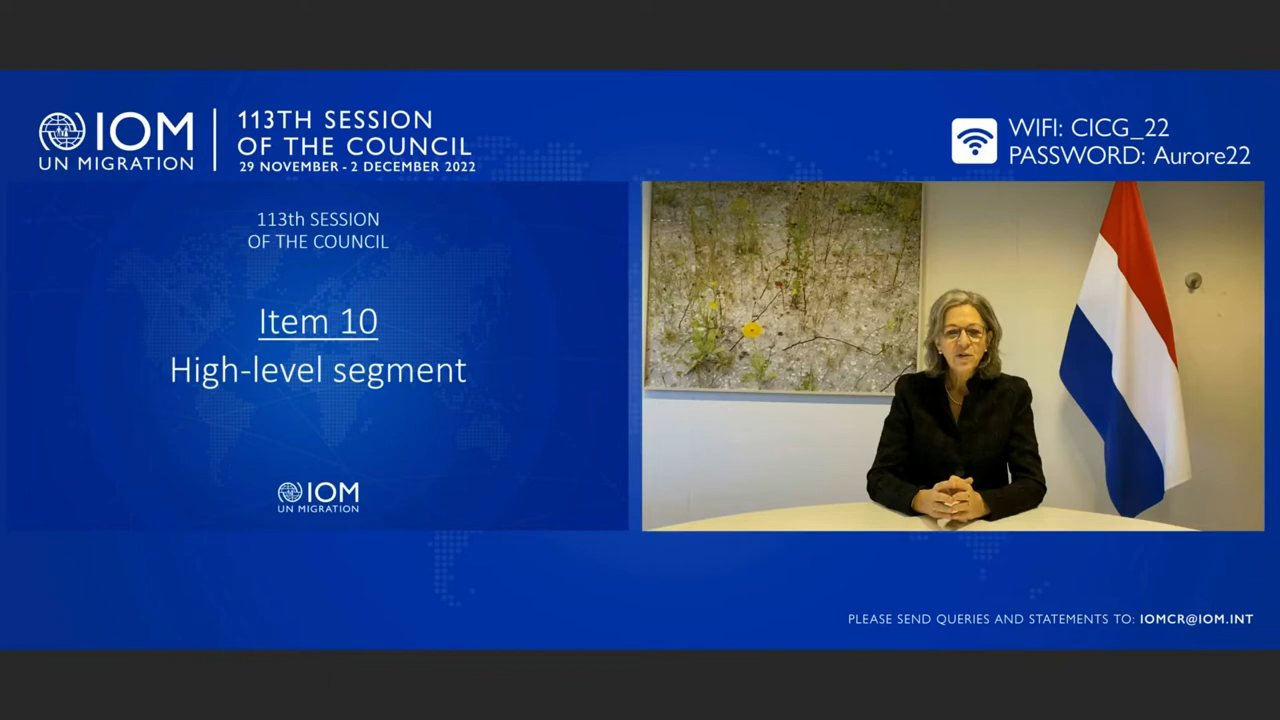 IOM
UN MIGRATION
113TH SESSION
OF THE COUNCIL
29 NOVEMBER - 2 DECEMBER 2022
WIFI: CICG_22
PASSWORD: Aurore22
113th SESSION
OF THE COUNCIL
Item 10
High-level segment
IOM
UN MIGRATION
PLEASE SEND QUERIES AND STATEMENTS TO: IOMCR@IOM.INT